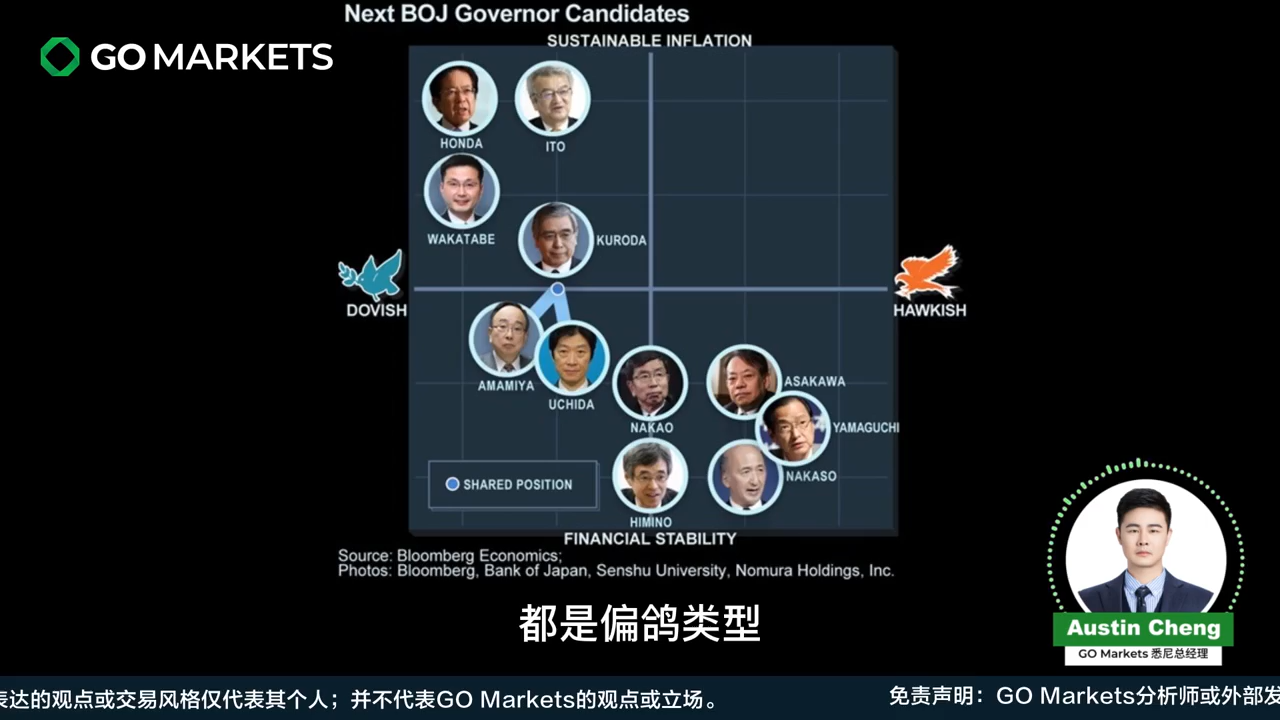 Next BOJ Governor Candidates
GO MARKETS
SUSTAINABLE INFLATION
HONDA
ITO
WAKATABE
KURODA
DOVISH
HAWKISH
AMAMIYA
UCHIDA
NAKAO
ASAKAWA
YAMAGUCHI
NAKASO
SHARED POSITION
HIMINO
FINANCIAL STABILITY
Source: Bloomberg Economics;
Photos: Bloomberg, Bank of Japan, Senshu University, Nomura Holdings, Inc.
都是偏鸽类型
Austin Cheng
GO Markets 悉尼总经理
表达的观点或交易风格仅代表其个人；并不代表GO Markets的观点或立场。
免责声明：GO Markets分析师或外部发